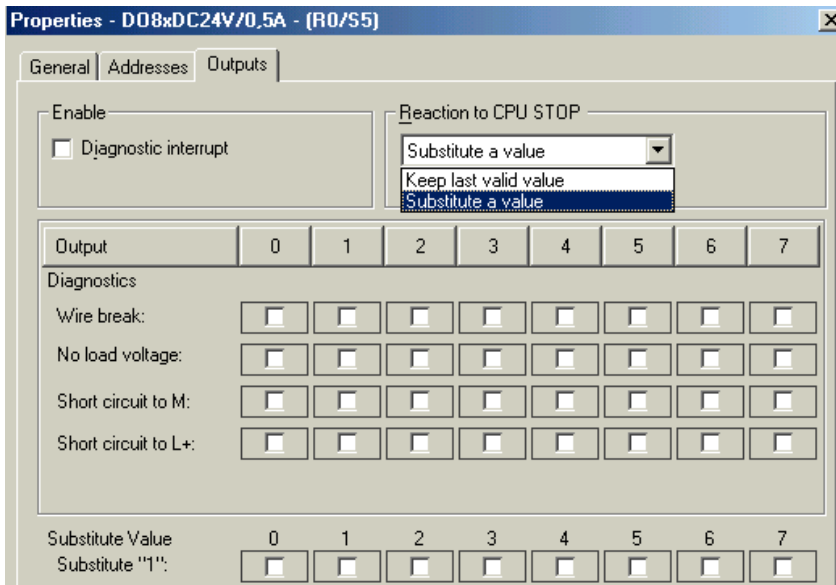 Properties - DO8xDC24V/0,5A - (R0/S5)
General Addresses Outputs
Enable
Diagnostic interrupt
Reaction to CPU STOP
Substitute a value
Keep last valid value
Substitute a value
Output 0 1 2 3 4 5 6 7
Diagnostics
Wire break:
No load voltage:
Short circuit to M:
Short circuit to L+:
Substitute Value 0 1 2 3 4 5 6 7
Substitute "1":